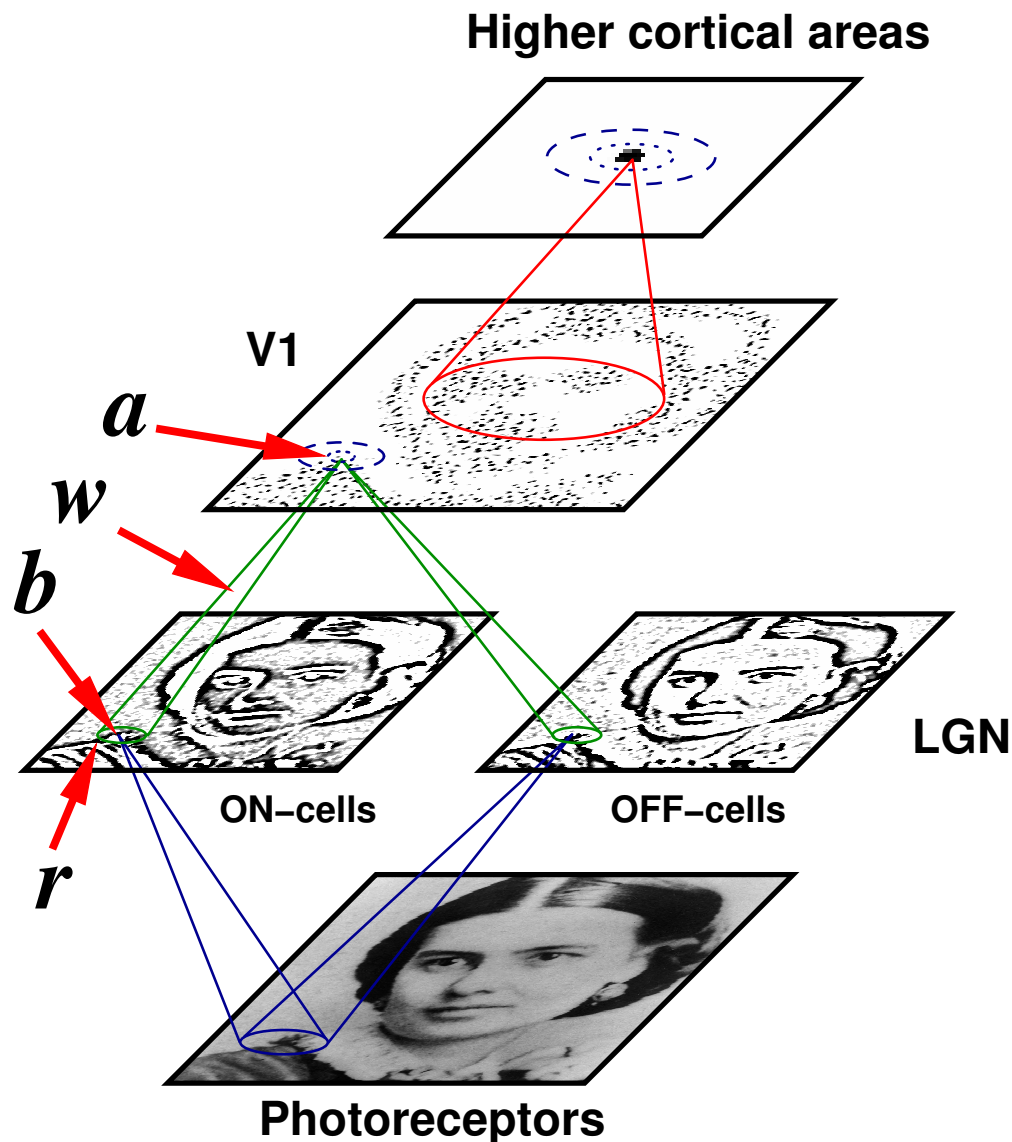 Higher cortical areas
V1
a
w
b
LGN
ON−cells
OFF−cells
r
Photoreceptors